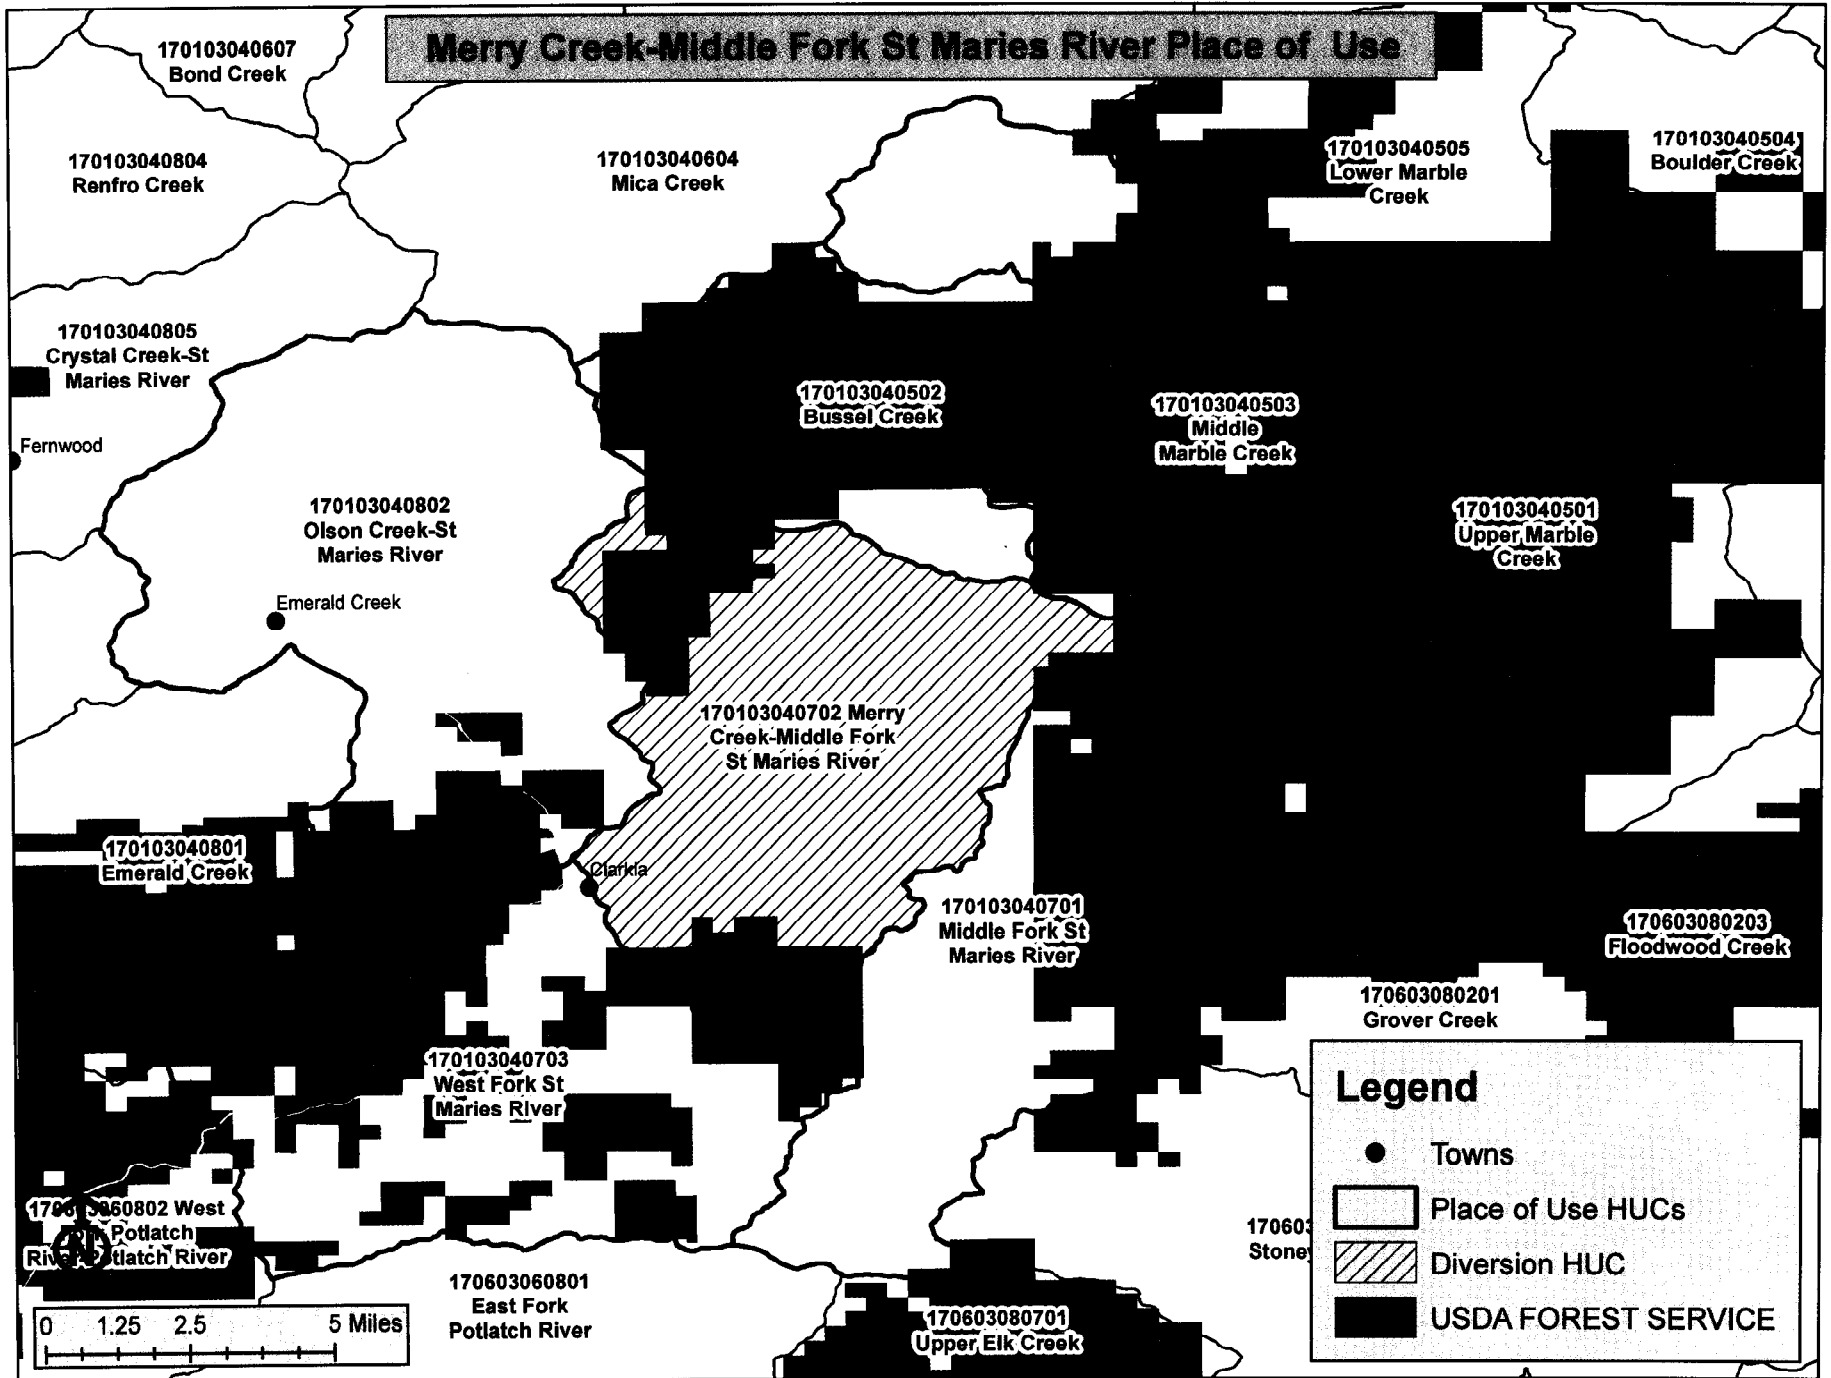 Merry Creek-Middle Fork St Maries River Place of Use
170103040607
Bond Creek
170103040804
Renfro Creek
170103040604
Mica Creek
170103040505
Lower Marble
Creek
170103040504
Boulder Creek
170103040805
Crystal Creek-St
Maries River
Fernwood
170103040502
Bussel Creek
170103040503
Middle
Marble Creek
170103040802
Olson Creek-St
Maries River
170103040501
Upper Marble
Creek
Emerald Creek
170103040702 Merry
Creek-Middle Fork
St Maries River
170103040801
Emerald Creek
Clarkia
170103040701
Middle Fork St
Maries River
170603080203
Floodwood Creek
170603080201
Grover Creek
170103040703
West Fork St
Maries River
West
Potlatch
Potlatch River
N
170603060801
East Fork
Potlatch River
170603080701
Upper Elk Creek
Legend
Towns
Place of Use HUCs
Diversion HUC
USDA FOREST SERVICE
0 1.25 2.5 5 Miles